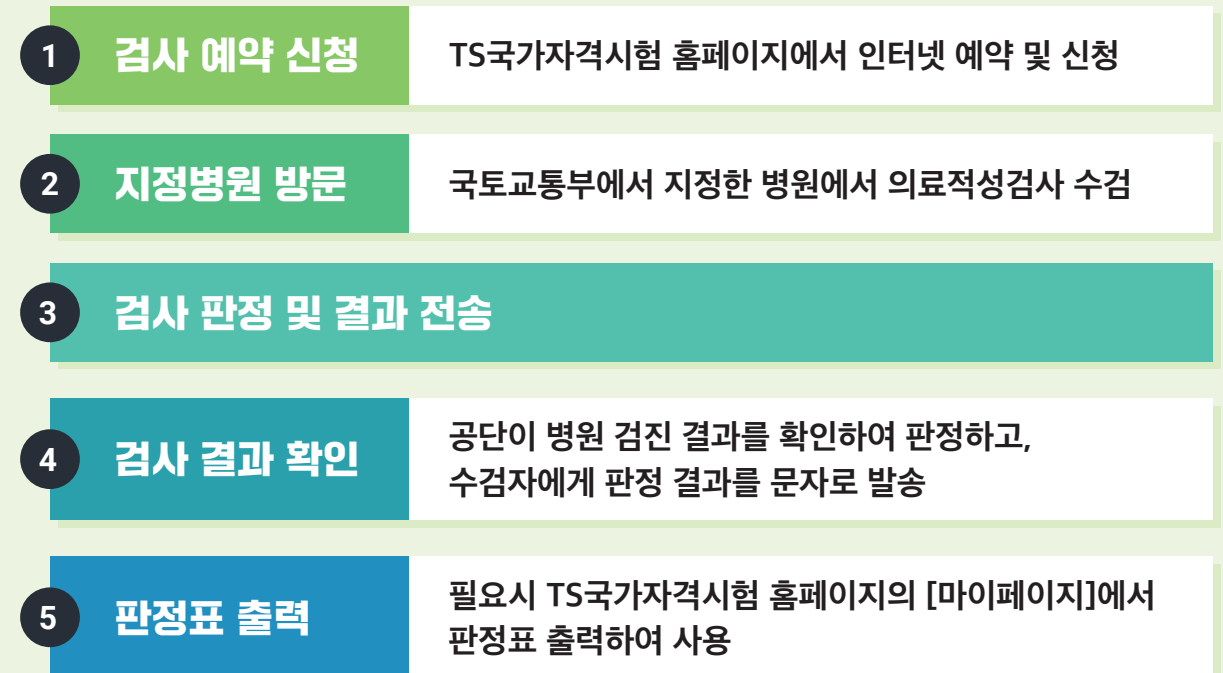 1 검사 예약 신청 TS국가자격시험 홈페이지에서 인터넷 예약 및 신청
2 지정병원 방문 국토교통부에서 지정한 병원에서 의료적성검사 수검
3 검사 판정 및 결과 전송
4 검사 결과 확인 공단이 병원 검진 결과를 확인하여 판정하고,
수검자에게 판정 결과를 문자로 발송
5 판정표 출력 필요시 TS국가자격시험 홈페이지의 [마이페이지]에서
판정표 출력하여 사용